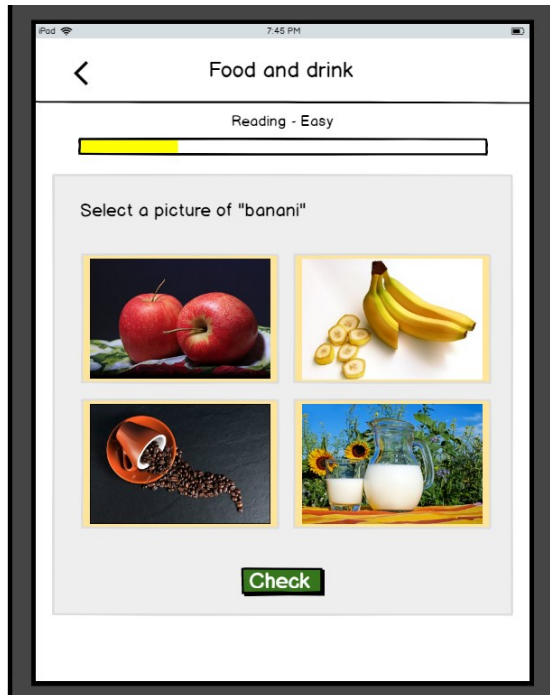 iPad 7:45 PM
Food and drink
Reading - Easy
Select a picture of "banani"
Check